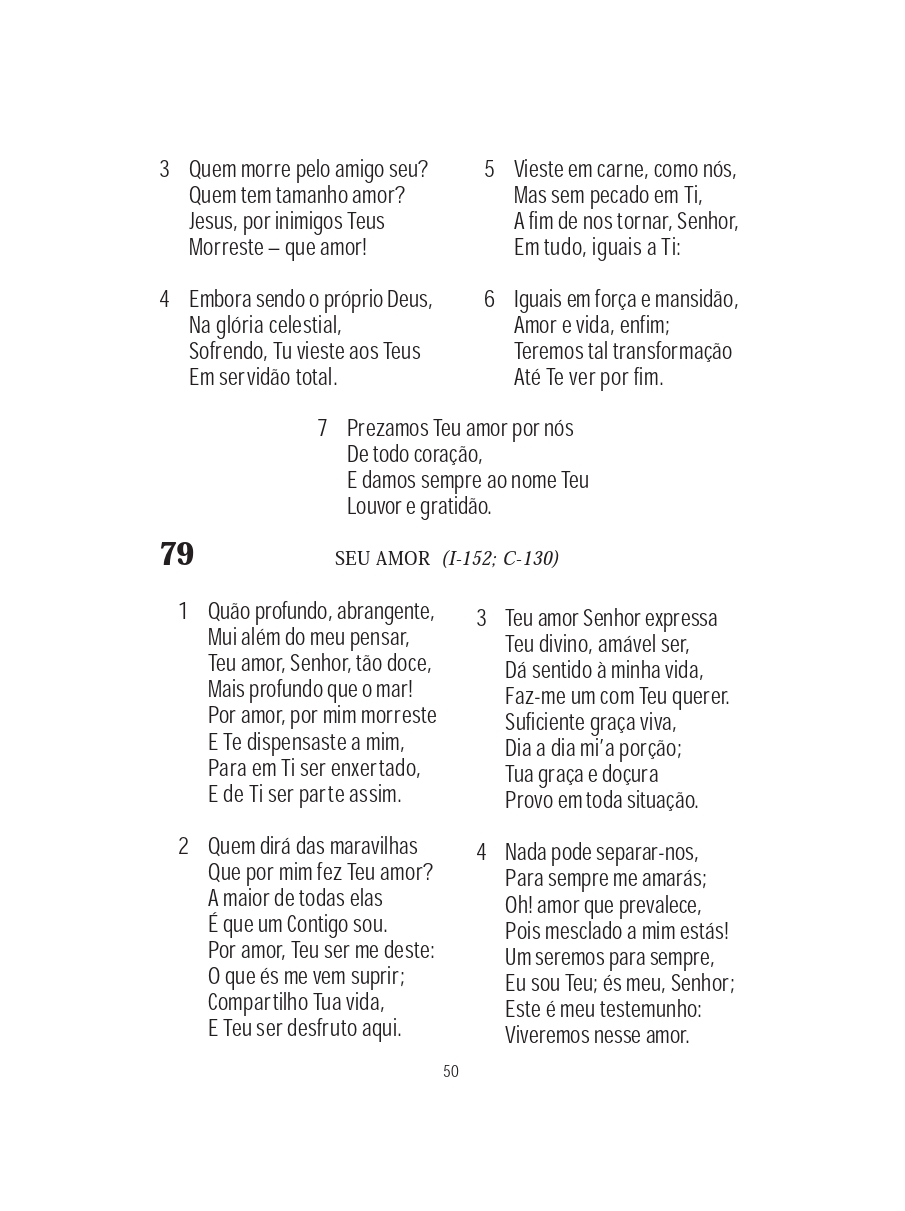 3 Quem morre pelo amigo seu?
Quem tem tamanho amor?
Jesus, por inimigos Teus
Morreste – que amor!
4 Embora sendo o próprio Deus,
Na glória celestial,
Sofrendo, Tu vieste aos Teus
Em servidão total.
5 Vieste em carne, como nós,
Mas sem pecado em Ti,
A fim de nos tornar, Senhor,
Em tudo, iguais a Ti:
6 Iguais em força e mansidão,
Amor e vida, enfim;
Teremos tal transformação
Até Te ver por fim.
7 Prezamos Teu amor por nós
De todo coração,
E damos sempre ao nome Teu
Louvor e gratidão.
79 SEU AMOR (I-152; C-130)
1 Quão profundo, abrangente,
Mui além do meu pensar,
Teu amor, Senhor, tão doce,
Mais profundo que o mar!
Por amor, por mim morreste
E Te dispensaste a mim,
Para em Ti ser enxertado,
E de Ti ser parte assim.
2 Quem dirá das maravilhas
Que por mim fez Teu amor?
A maior de todas elas
É que um Contigo sou.
Por amor, Teu ser me deste:
O que és me vem suprir;
Compartilho Tua vida,
E Teu ser desfruto aqui.
3 Teu amor Senhor expressa
Teu divino, amável ser,
Dá sentido à minha vida,
Faz-me um com Teu querer.
Suficiente graça viva,
Dia a dia mi’a porção;
Tua graça e doçura
Provo em toda situação.
4 Nada pode separar-nos,
Para sempre me amarás;
Oh! amor que prevalece,
Pois mesclado a mim estás!
Um seremos para sempre,
Eu sou Teu; és meu, Senhor;
Este é meu testemunho:
Viveremos nesse amor.
50